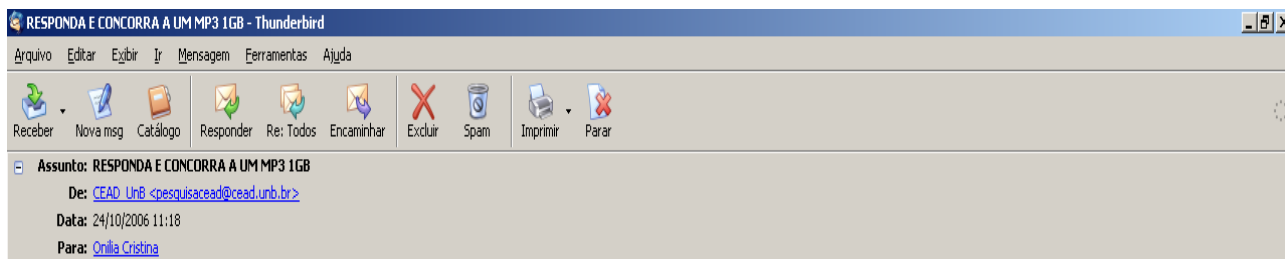 RESPONDA E CONCORRA A UM MP3 1GB - Thunderbird
Arquivo Editar Exibir Ir Mensagem Ferramentas Ajuda
Receber Nova msg Catálogo Responder Re: Todos Encaminhar Excluir Spam Imprimir Parar
Assunto: RESPONDA E CONCORRA A UM MP3 1GB
De: CEAD_UnB <pesquisacead@cead.unb.br>
Data: 24/10/2006 11:18
Para: Onilia Cristina